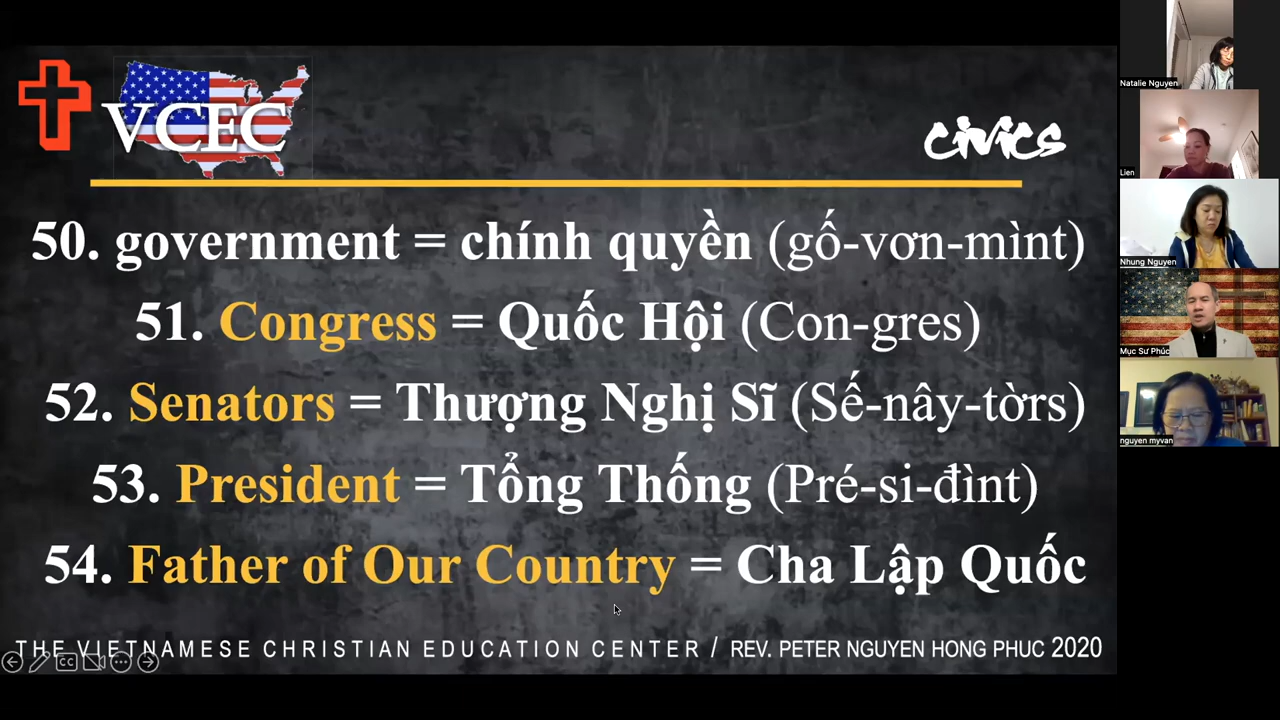 VCEC
civics
50. government = chính quyền (gố-vơn-mìnt)
51. Congress = Quốc Hội (Con-gres)
52. Senators = Thượng Nghị Sĩ (Sế-nây-tờrs)
53. President = Tổng Thống (Pré-si-đìnt)
54. Father of Our Country = Cha Lập Quốc
THE VIETNAMESE CHRISTIAN EDUCATION CENTER / REV. PETER NGUYEN HONG PHUC 2020
CC
Natalie Nguyen
Lien
Nhung Nguyen
Mục Sư Phúc
nguyen myvan